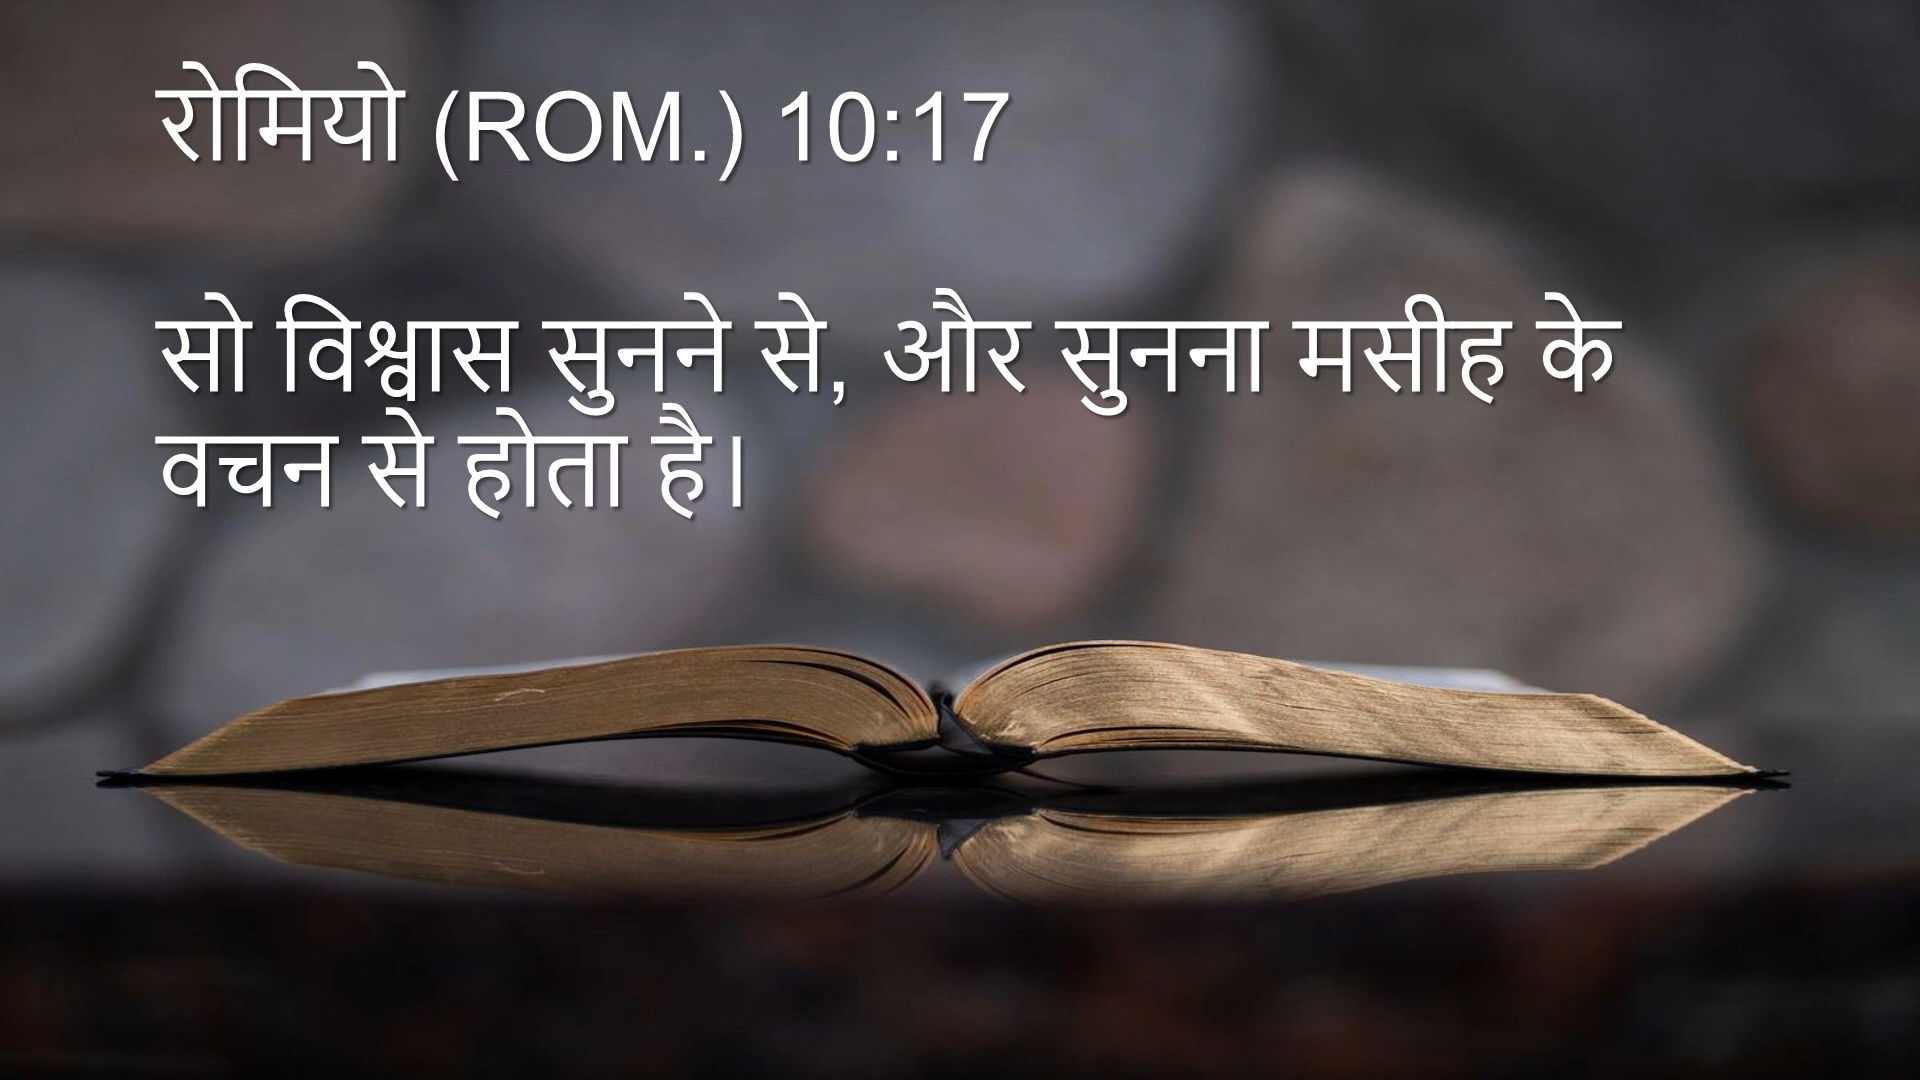 रोमियो (ROM.) 10:17
सो विश्वास सुनने से, और सुनना मसीह के
वचन से होता है।